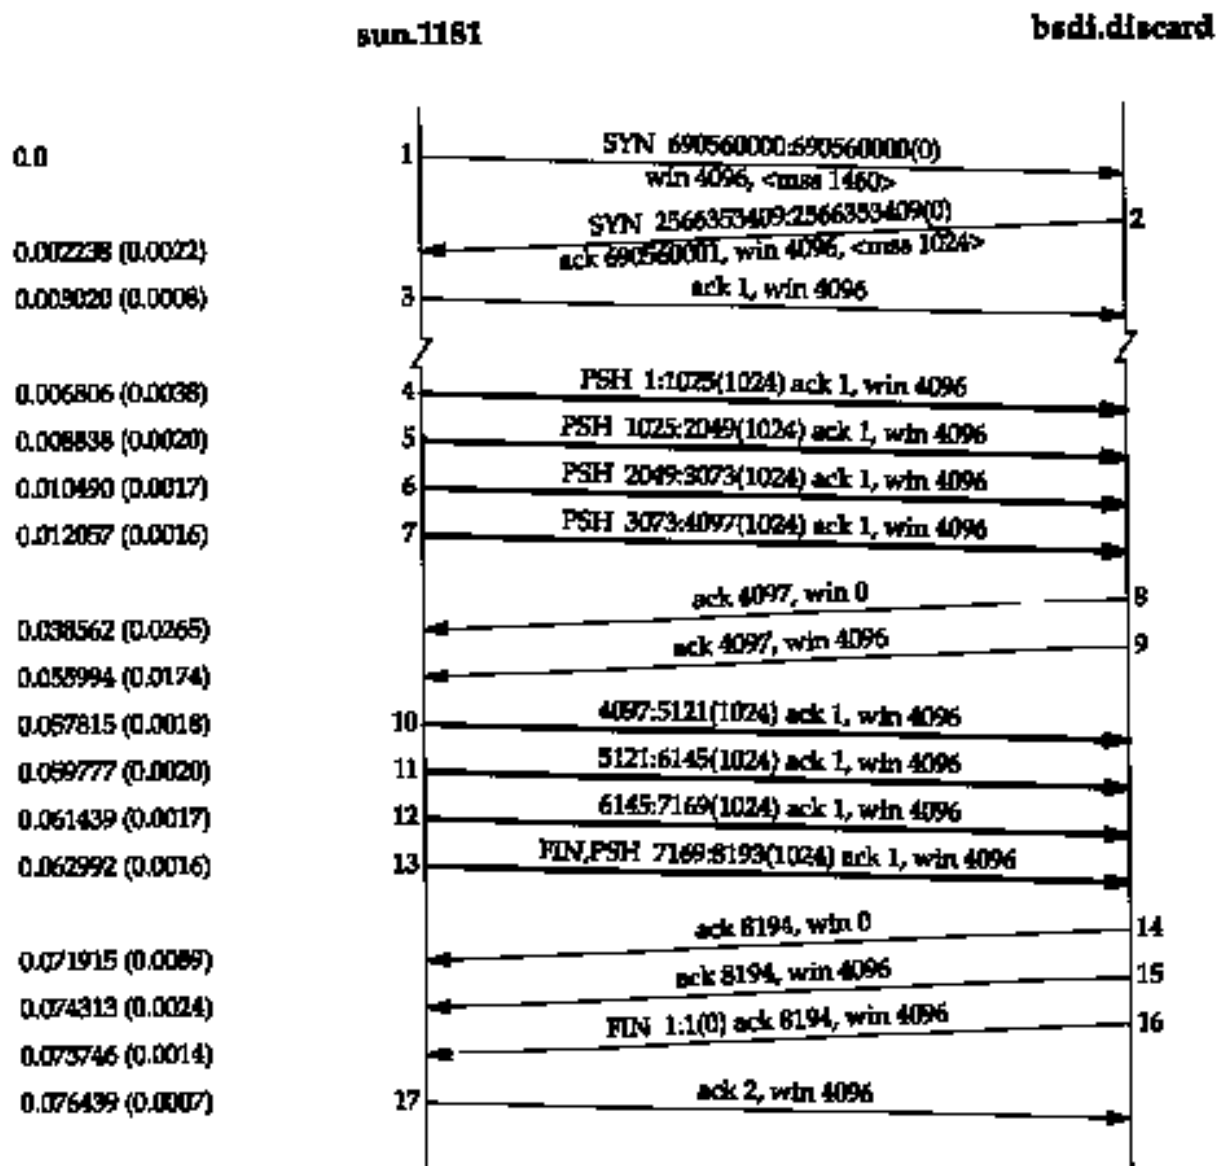 sun.1181 bsdi.discard
0.0 1 SYN 690560000:690560000(0)
win 4096, <mss 1460>
SYN 2566353409:2566353409(0) 2
0.002238 (0.0022) ack 690560001, win 4096, <mss 1024>
0.003020 (0.0008) 3 ack 1, win 4096
0.006806 (0.0038) 4 PSH 1:1025(1024) ack 1, win 4096
0.008838 (0.0020) 5 PSH 1025:2049(1024) ack 1, win 4096
0.010490 (0.0017) 6 PSH 2049:3073(1024) ack 1, win 4096
0.012057 (0.0016) 7 PSH 3073:4097(1024) ack 1, win 4096
ack 4097, win 0 8
0.038562 (0.0265)
ack 4097, win 4096 9
0.055994 (0.0174)
0.057815 (0.0018) 10 4097:5121(1024) ack 1, win 4096
0.059777 (0.0020) 11 5121:6145(1024) ack 1, win 4096
0.061439 (0.0017) 12 6145:7169(1024) ack 1, win 4096
0.062992 (0.0016) 13 FIN,PSH 7169:8193(1024) ack 1, win 4096
ack 8194, win 0 14
0.071915 (0.0089)
ack 8194, win 4096 15
0.074313 (0.0024)
FIN 1:1(0) ack 8194, win 4096 16
0.075746 (0.0014)
0.076439 (0.0007) 17 ack 2, win 4096